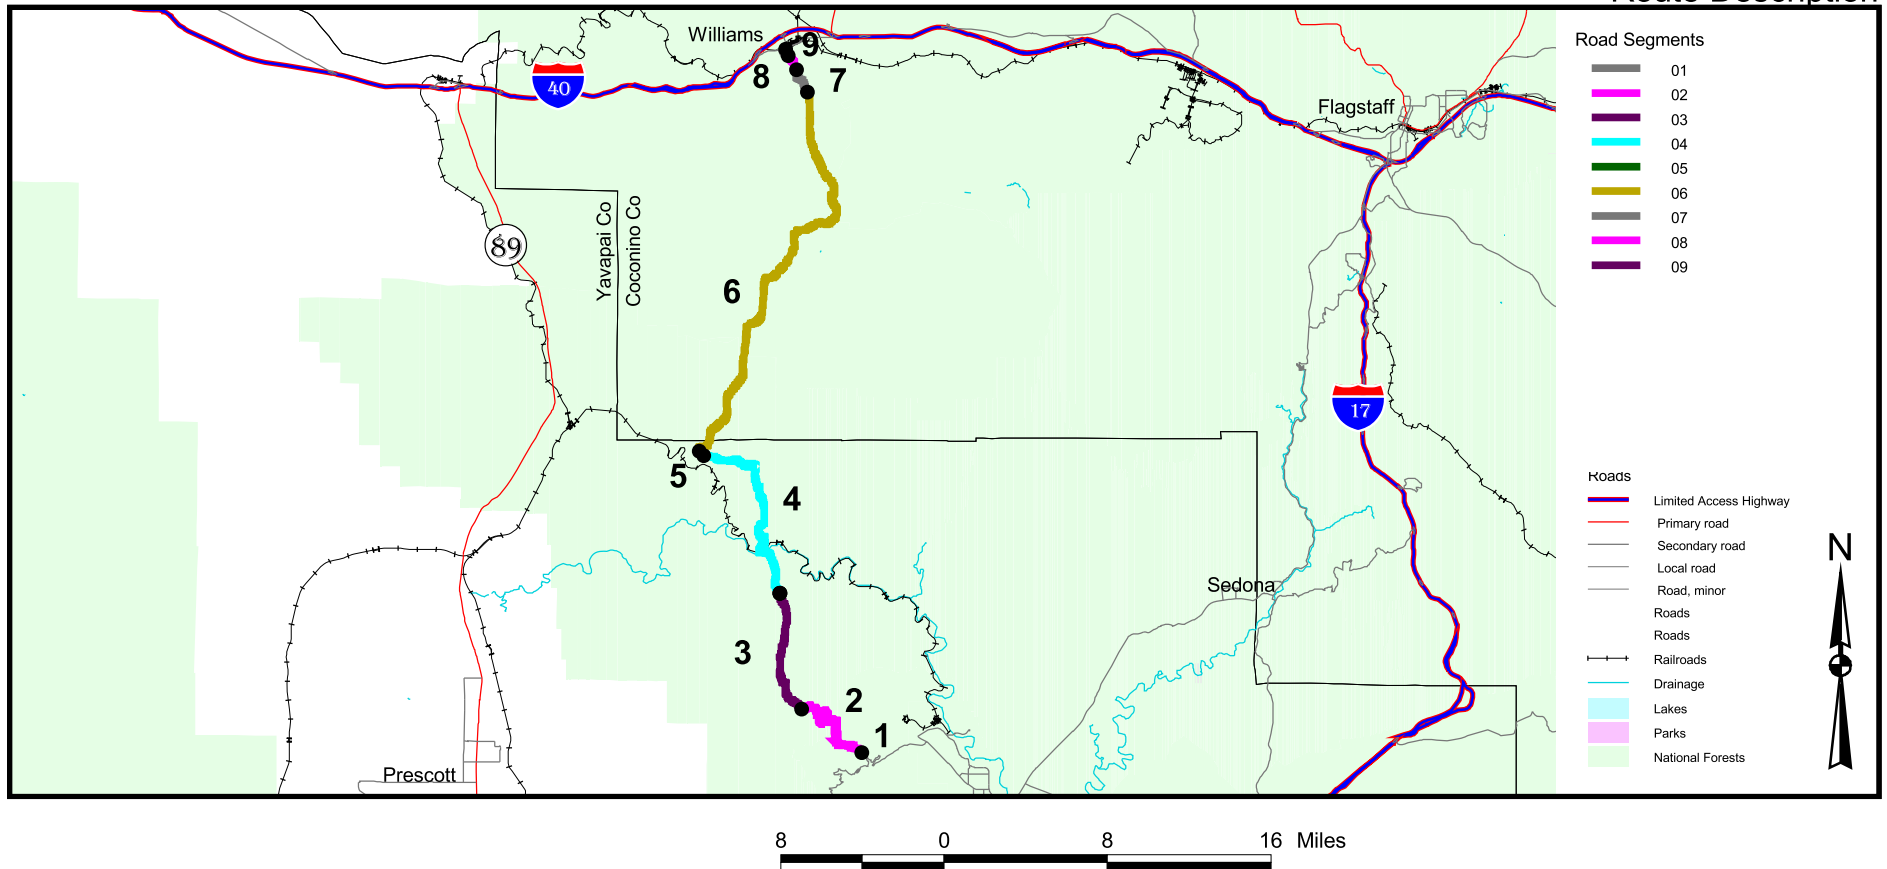 Route Description
Williams
9
8
7
40
Flagstaff
89
Yavapai Co
Coconino Co
6
17
5
4
Sedona
3
2
1
Prescott
Road Segments
01
02
03
04
05
06
07
08
09
Roads
Limited Access Highway
Primary road
Secondary road
Local road
Road, minor
Roads
Roads
Railroads
Drainage
Lakes
Parks
National Forests
N
8 0 8 16 Miles